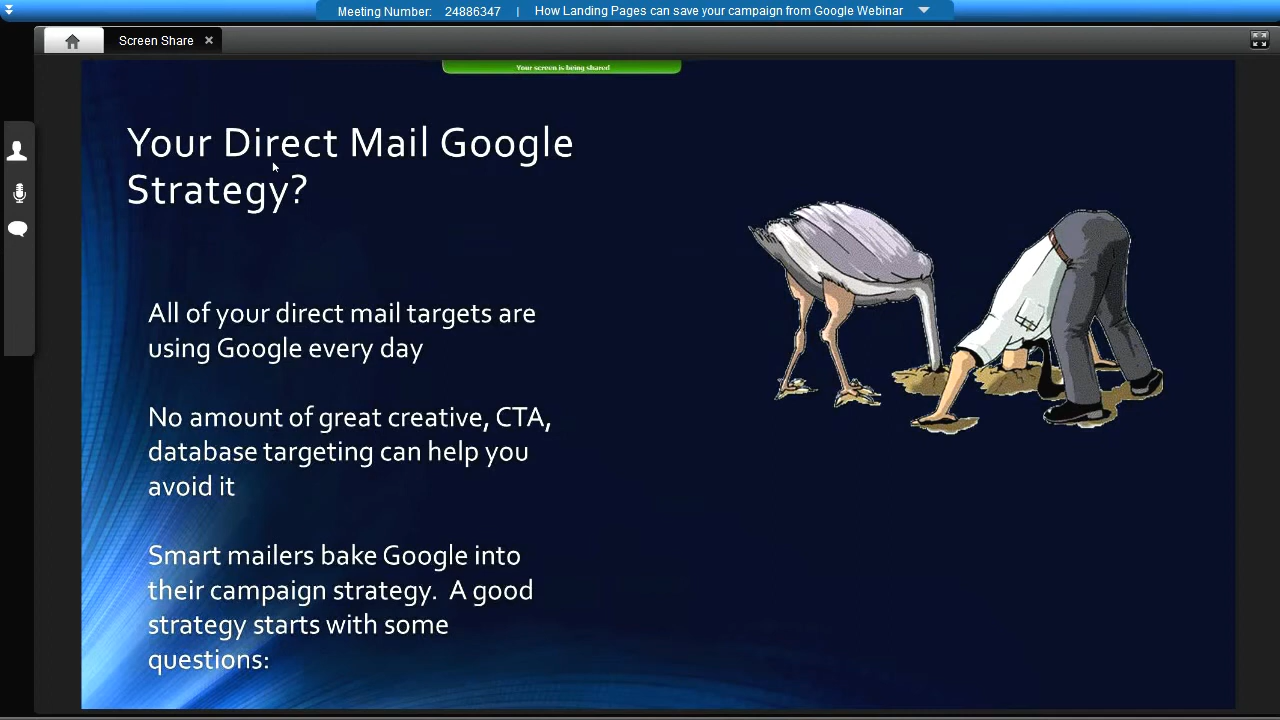 Meeting Number: 24886347 | How Landing Pages can save your campaign from Google Webinar
Screen Share
Your screen is being shared
Your Direct Mail Google
Strategy?
All of your direct mail targets are
using Google every day
No amount of great creative, CTA,
database targeting can help you
avoid it
Smart mailers bake Google into
their campaign strategy. A good
strategy starts with some
questions: